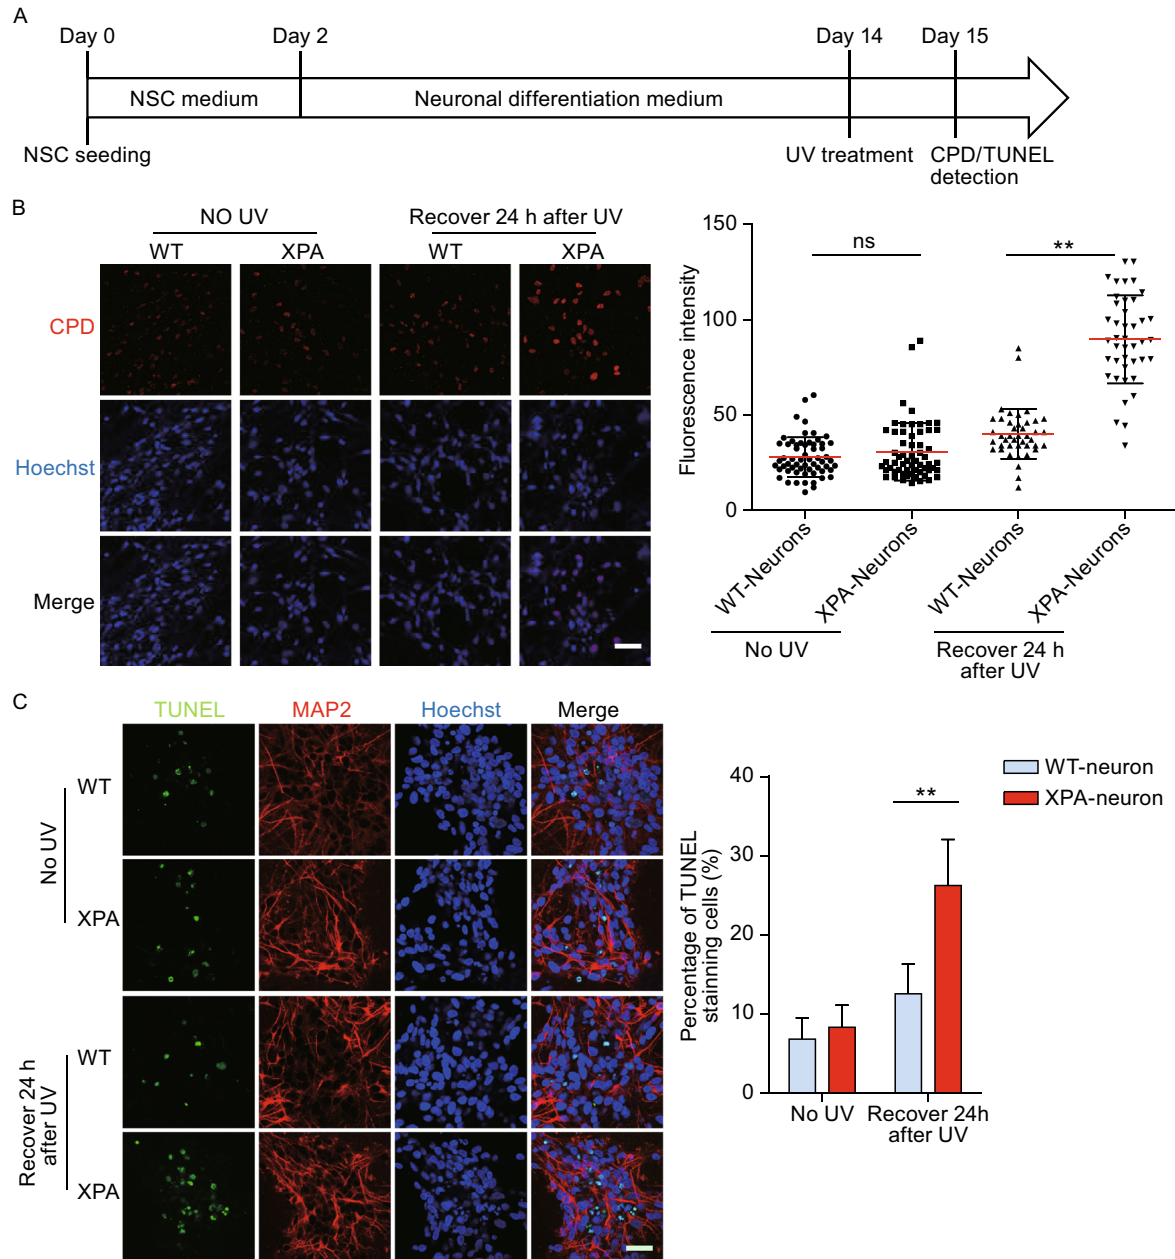 A
Day 0
Day 2
Day 14
Day 15
NSC medium
Neuronal differentiation medium
NSC seeding
UV treatment
CPD/TUNEL
detection
B
NO UV
Recover 24 h after UV
WT
XPA
WT
XPA
CPD
Hoechst
Merge
Fluorescence intensity
150
100
50
0
ns
**
WT-Neurons
XPA-Neurons
WT-Neurons
XPA-Neurons
No UV
Recover 24 h
after UV
C
TUNEL
MAP2
Hoechst
Merge
No UV
WT
XPA
Recover 24 h
after UV
WT
XPA
Percentage of TUNEL
stainning cells (%)
40
30
20
10
0
**
WT-neuron
XPA-neuron
No UV
Recover 24h
after UV